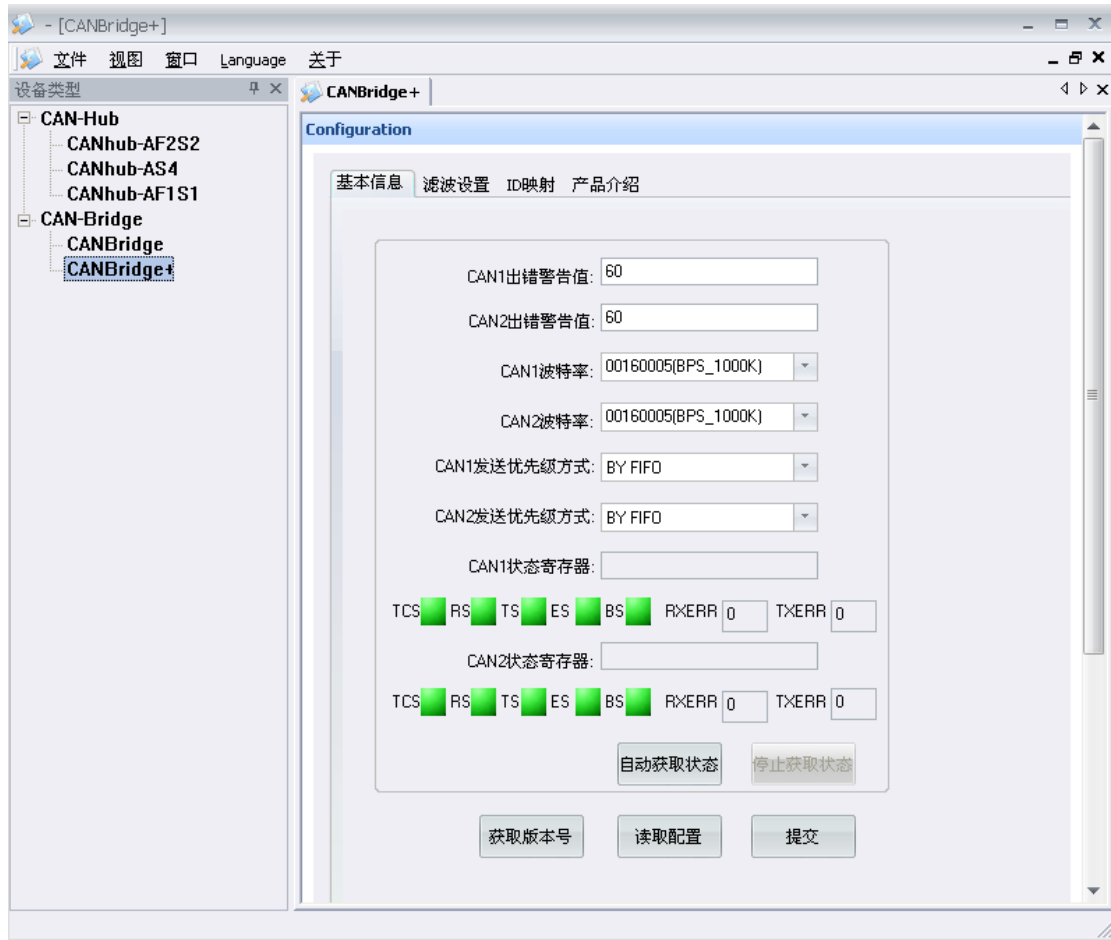 - [CANBridge+]
文件 视图 窗口 Language 关于
设备类型
CAN-Hub
CANhub-AF2S2
CANhub-AS4
CANhub-AF1S1
CAN-Bridge
CANBridge
CANBridge+
CANBridge+
Configuration
基本信息 滤波设置 ID映射 产品介绍
CAN1出错警告值: 60
CAN2出错警告值: 60
CAN1波特率: 00160005(BPS_1000K)
CAN2波特率: 00160005(BPS_1000K)
CAN1发送优先级方式: BY FIFO
CAN2发送优先级方式: BY FIFO
CAN1状态寄存器:
TCS RS TS ES BS RXERR 0 TXERR 0
CAN2状态寄存器:
TCS RS TS ES BS RXERR 0 TXERR 0
自动获取状态 停止获取状态
获取版本号 读取配置 提交